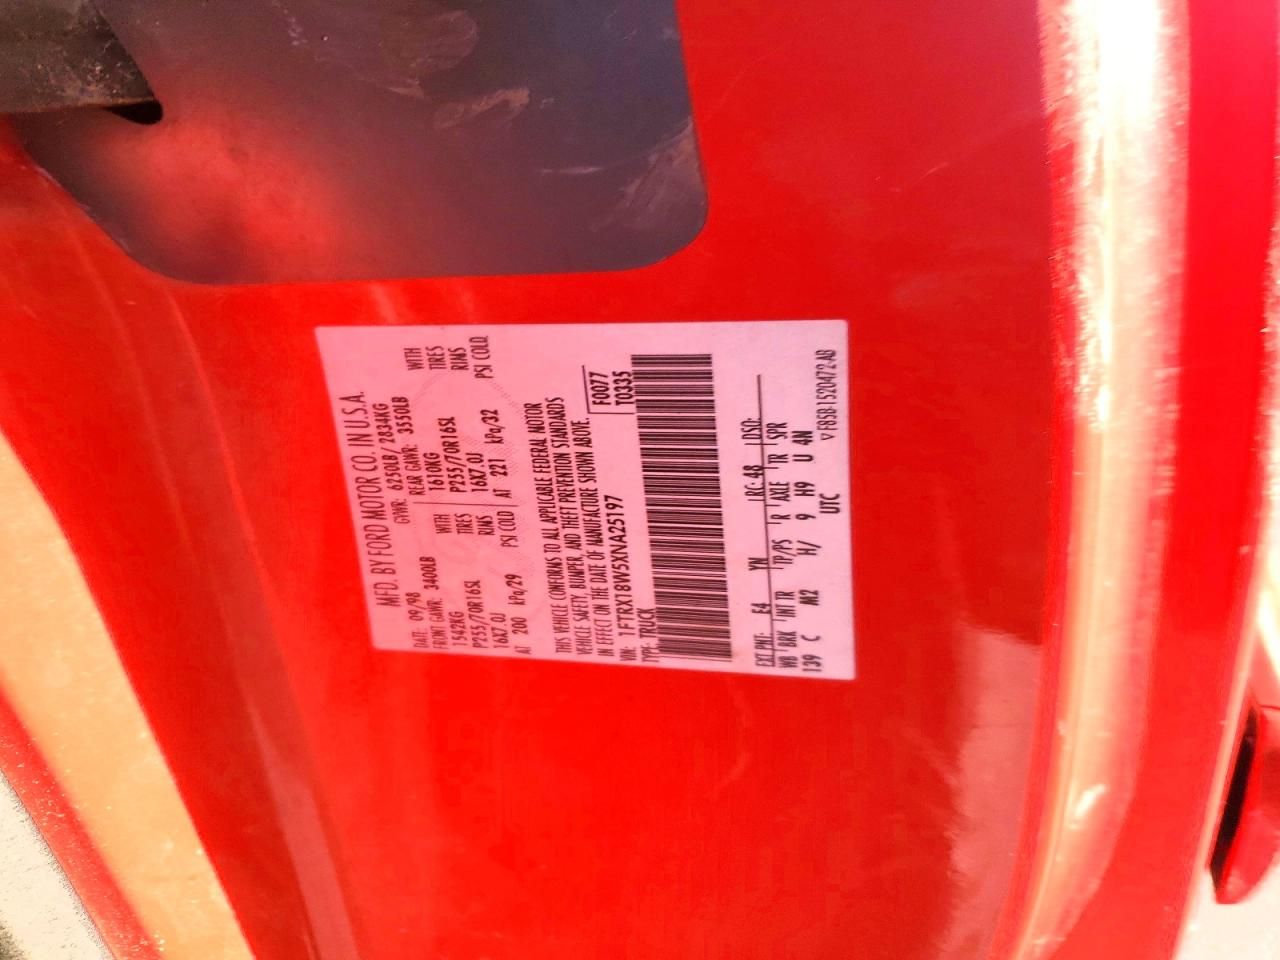 MFD. BY FORD MOTOR CO. IN U.S.A.
DATE: 09/98 GVWR: 6250LB/ 2834KG
FRONT GAWR: 3400LB REAR GAWR: 3550LB
1542KG WITH 1610KG WITH
P255/70R16SL TIRES P255/70R16SL TIRES
16X7.0J RIMS 16X7.0J RIMS
AT 200 kPa/29 PSI COLD AT 221 kPa/32 PSI COLD
THIS VEHICLE CONFORMS TO ALL APPLICABLE FEDERAL MOTOR
VEHICLE SAFETY, BUMPER, AND THEFT PREVENTION STANDARDS
IN EFFECT ON THE DATE OF MANUFACTURE SHOWN ABOVE.
VIN: 1FTRX18W5XNA25197 F0077
TYPE: TRUCK T0335
EXT PNT: E4 YN RC: 48 DSO:
WB BRK INT TR TP/PS R AXLE TR SPR
139 C M2 H/ 9 H9 U 4N
UTC
▽ F85B-1520472-AB